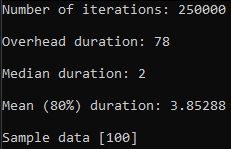 Number of iterations: 250000
Overhead duration: 78
Median duration: 2
Mean (80%) duration: 3.85288
Sample data [100]